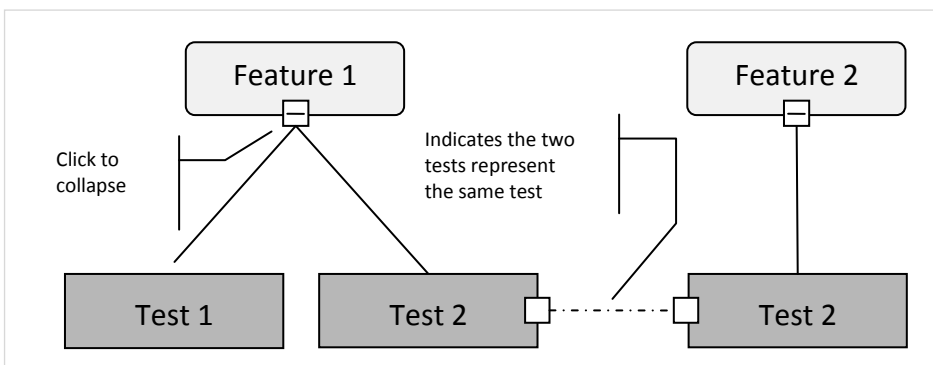 Feature 1
Feature 2
Click to
collapse
Indicates the two
tests represent
the same test
Test 1
Test 2
Test 2